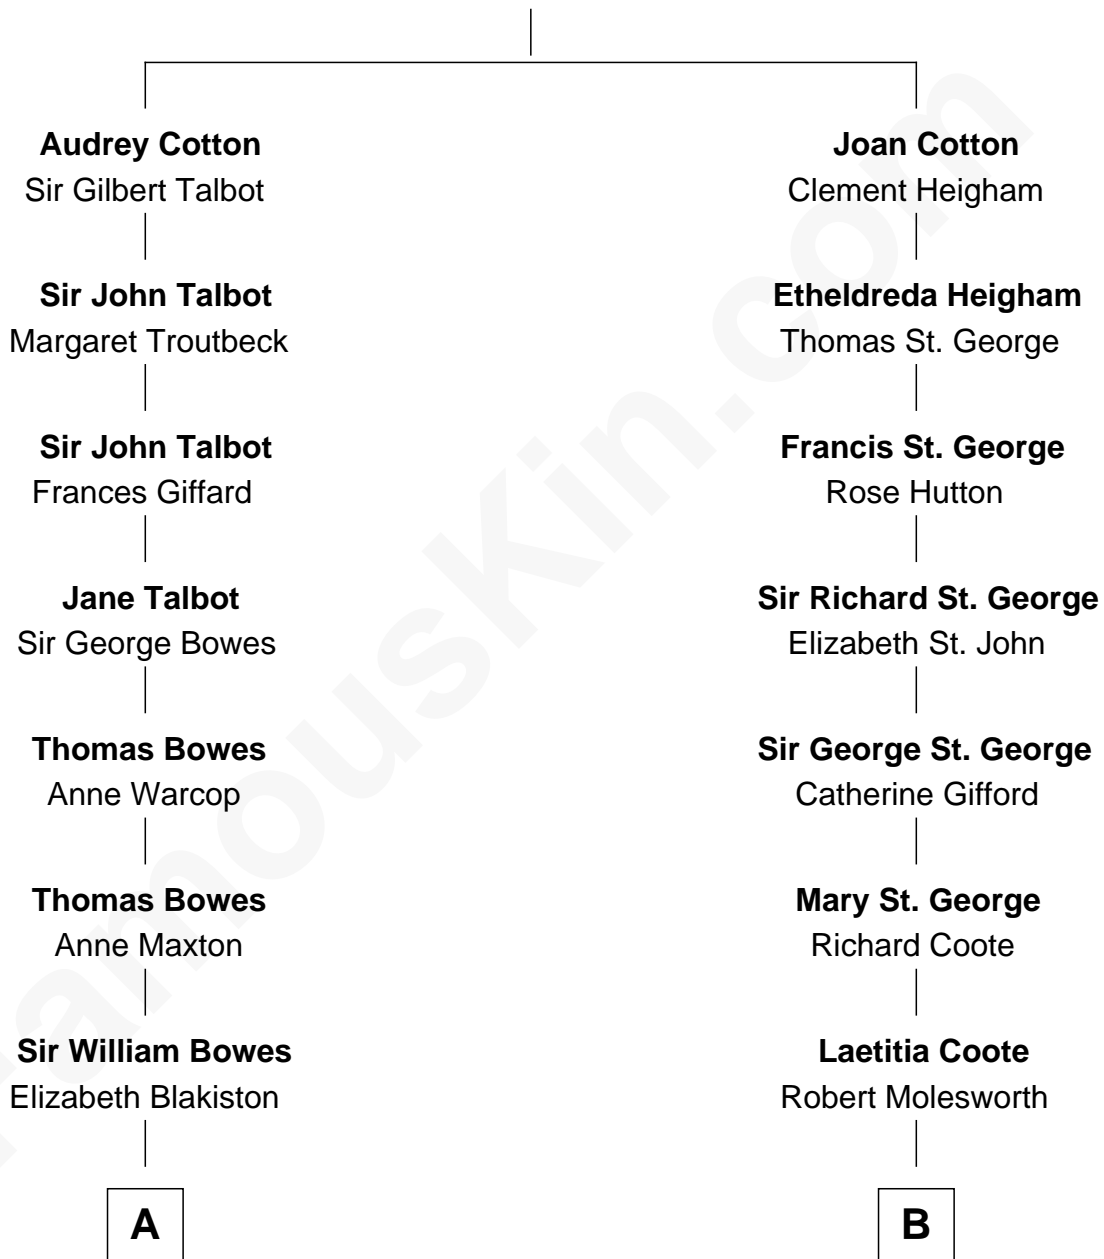 Audrey Cotton
Sir Gilbert Talbot
Sir John Talbot
Margaret Troutbeck
Sir John Talbot
Frances Giffard
Jane Talbot
Sir George Bowes
Thomas Bowes
Anne Warcop
Thomas Bowes
Anne Maxton
Sir William Bowes
Elizabeth Blakiston
A
Joan Cotton
Clement Heigham
Etheldreda Heigham
Thomas St. George
Francis St. George
Rose Hutton
Sir Richard St. George
Elizabeth St. John
Sir George St. George
Catherine Gifford
Mary St. George
Richard Coote
Laetitia Coote
Robert Molesworth
B
FamousKin.com